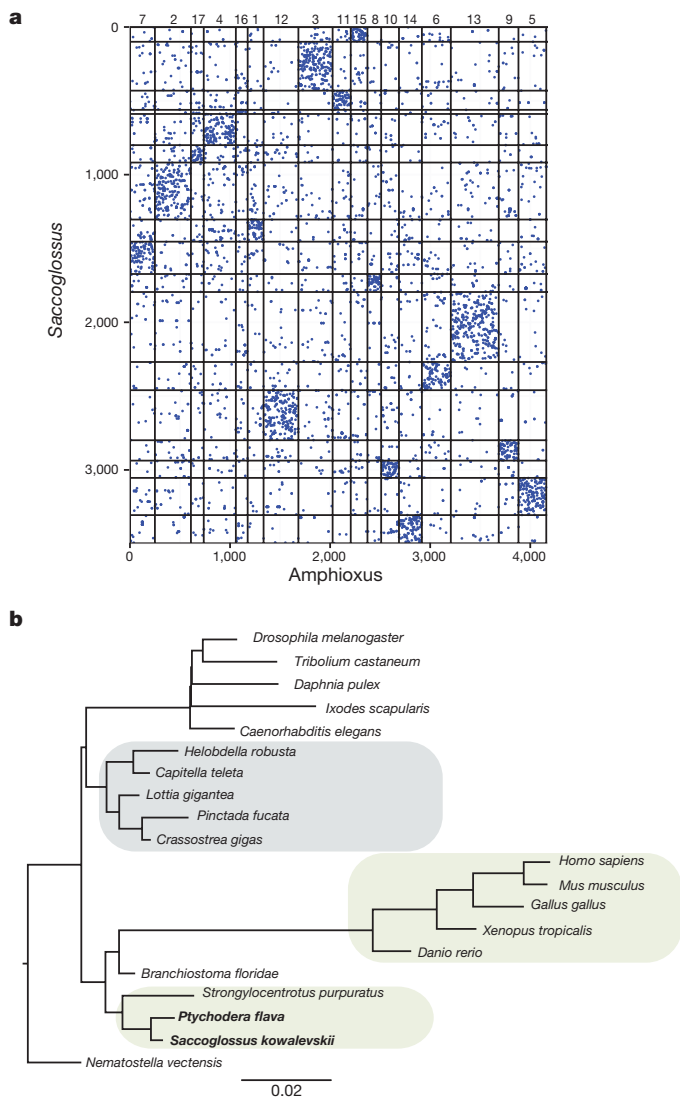 a
7 2 17 4 16 1 12 3 11 15 8 10 14 6 13 9 5
0
1,000
2,000
3,000
Saccoglossus
0 1,000 2,000 3,000 4,000
Amphioxus
b
Drosophila melanogaster
Tribolium castaneum
Daphnia pulex
Ixodes scapularis
Caenorhabditis elegans
Helobdella robusta
Capitella teleta
Lottia gigantea
Pinctada fucata
Crassostrea gigas
Homo sapiens
Mus musculus
Gallus gallus
Xenopus tropicalis
Danio rerio
Branchiostoma floridae
Strongylocentrotus purpuratus
Ptychodera flava
Saccoglossus kowalevskii
Nematostella vectensis
0.02